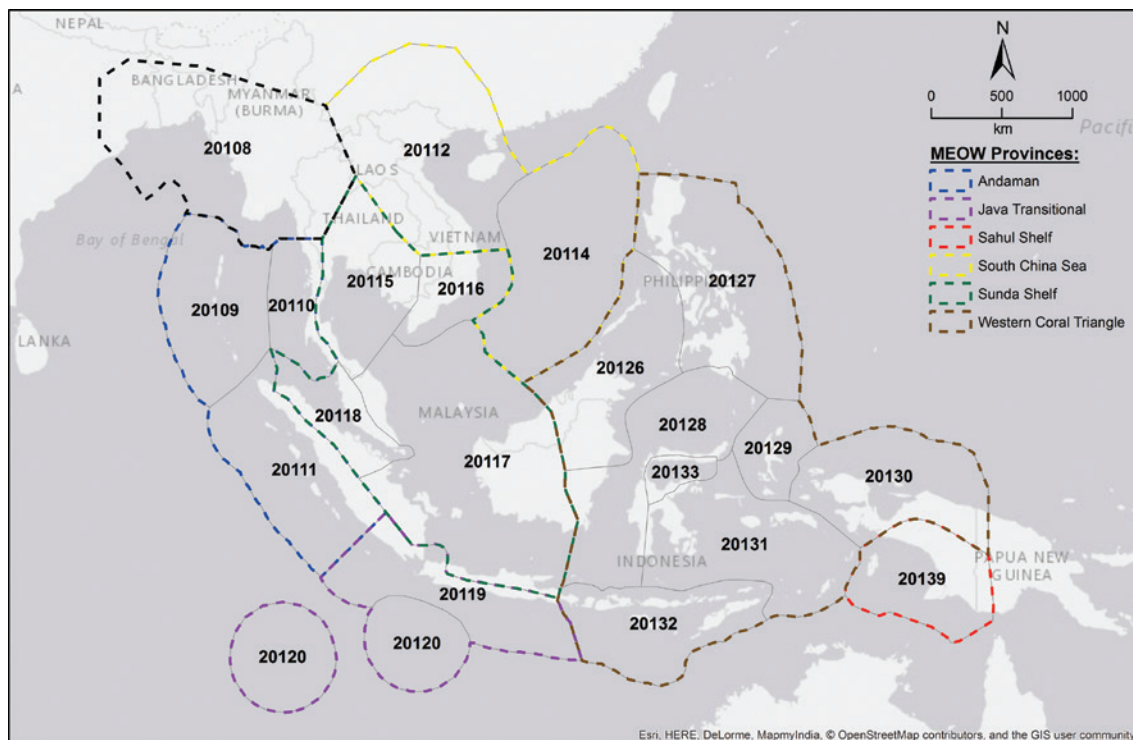 NEPAL
BANGLADESH
MYANMAR
(BURMA)
A
20108
20112
LAOS
THAILAND
VIETNAM
Bay of Bengal
CAMBODIA
20114
20115
20116
20109
20110
PHILIPPI
20127
LANKA
20126
MALAYSIA
20118
20128
20129
20117
20111
20133
20130
20131
INDONESIA
PAPUA NEW
GUINEA
20139
20119
20132
20120
20120
N
0 500 1000
km
Pacifi
MEOW Provinces:
Andaman
Java Transitional
Sahul Shelf
South China Sea
Sunda Shelf
Western Coral Triangle
Esri, HERE, DeLorme, MapmyIndia, © OpenStreetMap contributors, and the GIS user community